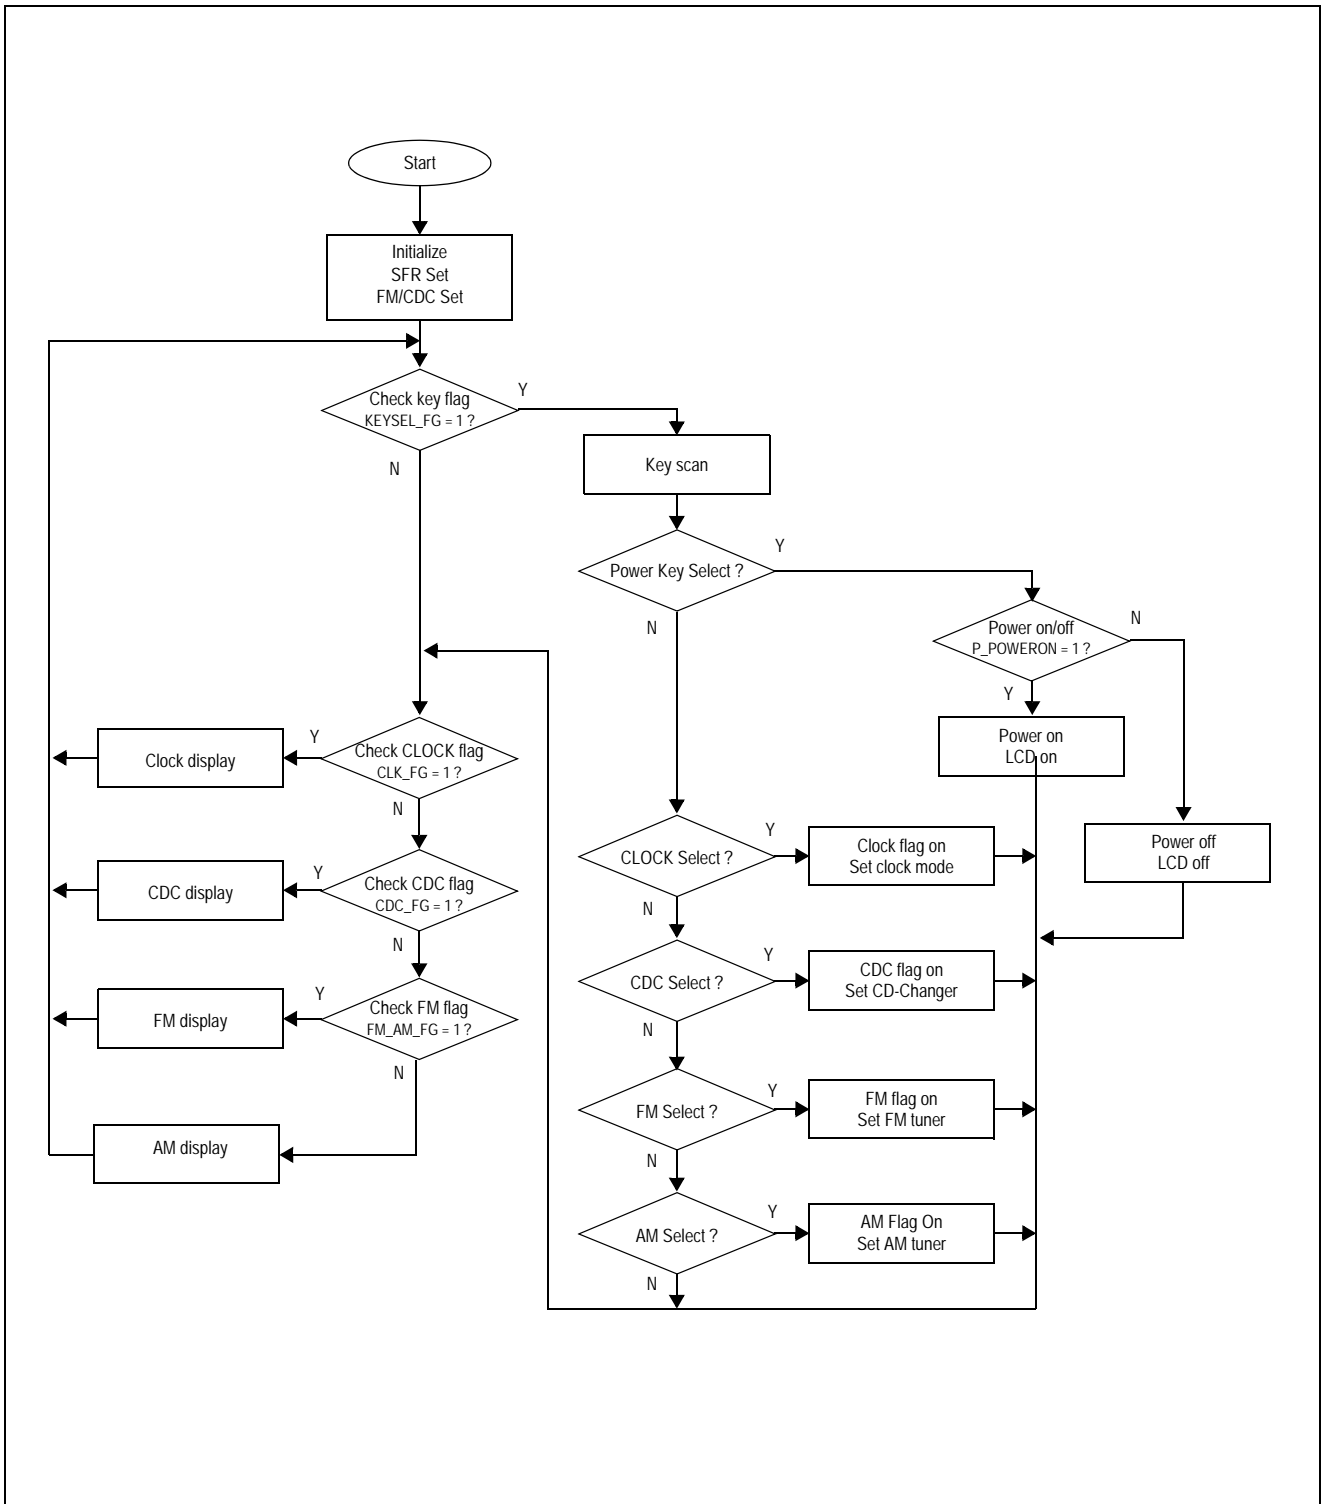 Start
Initialize
SFR Set
FM/CDC Set
Check key flag
KEYSEL_FG = 1 ?
Y
N
Key scan
Power Key Select ?
Y
N
Power on/off
P_POWERON = 1 ?
N
Y
Power on
LCD on
Power off
LCD off
Check CLOCK flag
CLK_FG = 1 ?
Y
Clock display
N
Check CDC flag
CDC_FG = 1 ?
Y
CDC display
N
Check FM flag
FM_AM_FG = 1 ?
Y
FM display
N
AM display
CLOCK Select ?
Y
Clock flag on
Set clock mode
N
CDC Select ?
Y
CDC flag on
Set CD-Changer
N
FM Select ?
Y
FM flag on
Set FM tuner
N
AM Select ?
Y
AM Flag On
Set AM tuner
N